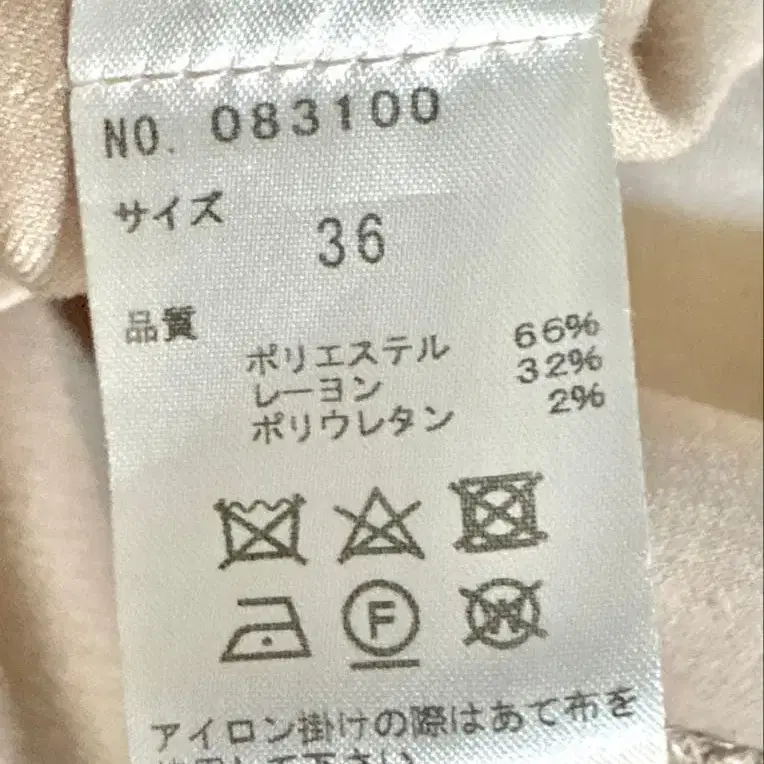 NO. 083100
サイズ
36
品質
ポリエステル 66%
レーヨン 32%
ポリウレタン 2%
F
W
アイロン掛けの際はあて布を